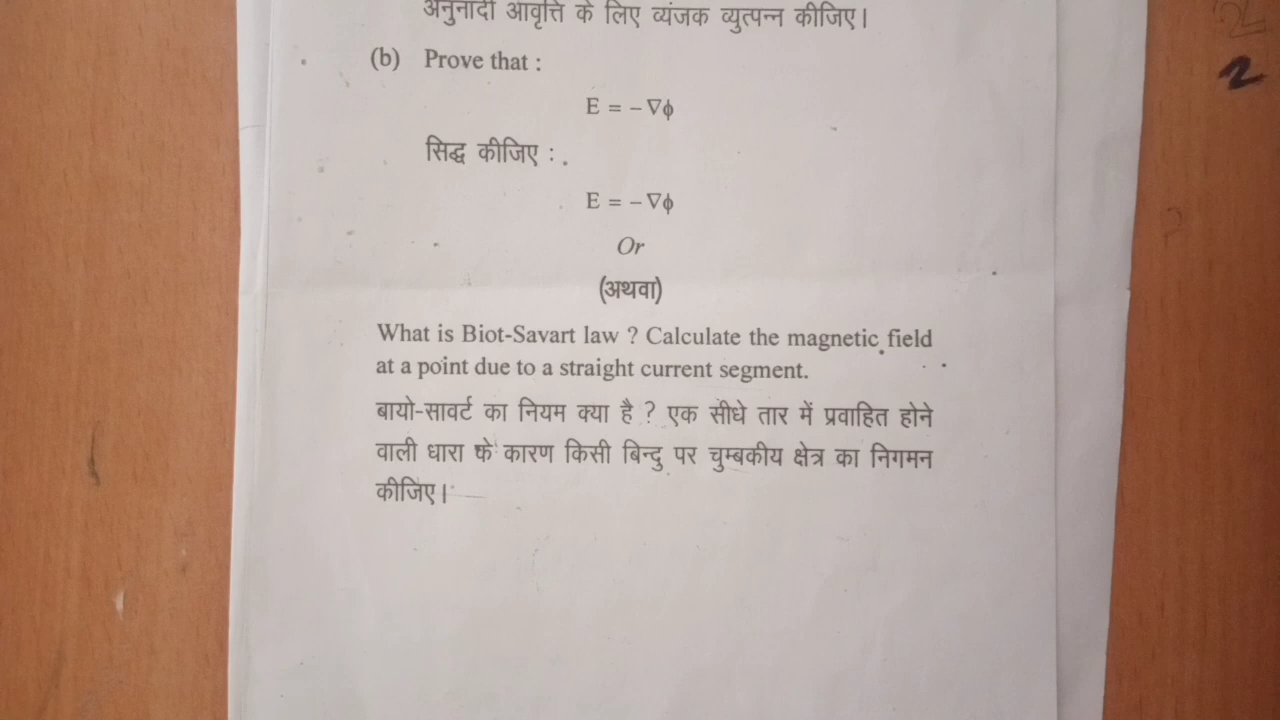 अनुनादी आवृत्ति के लिए व्यंजक व्युत्पन्न कीजिए।
(b) Prove that :
E = – ∇ϕ
सिद्ध कीजिए :
E = – ∇ϕ
Or
(अथवा)
What is Biot-Savart law ? Calculate the magnetic field
at a point due to a straight current segment.
बायो-सावर्ट का नियम क्या है ? एक सीधे तार में प्रवाहित होने
वाली धारा के कारण किसी बिन्दु पर चुम्बकीय क्षेत्र का निगमन
कीजिए।
2